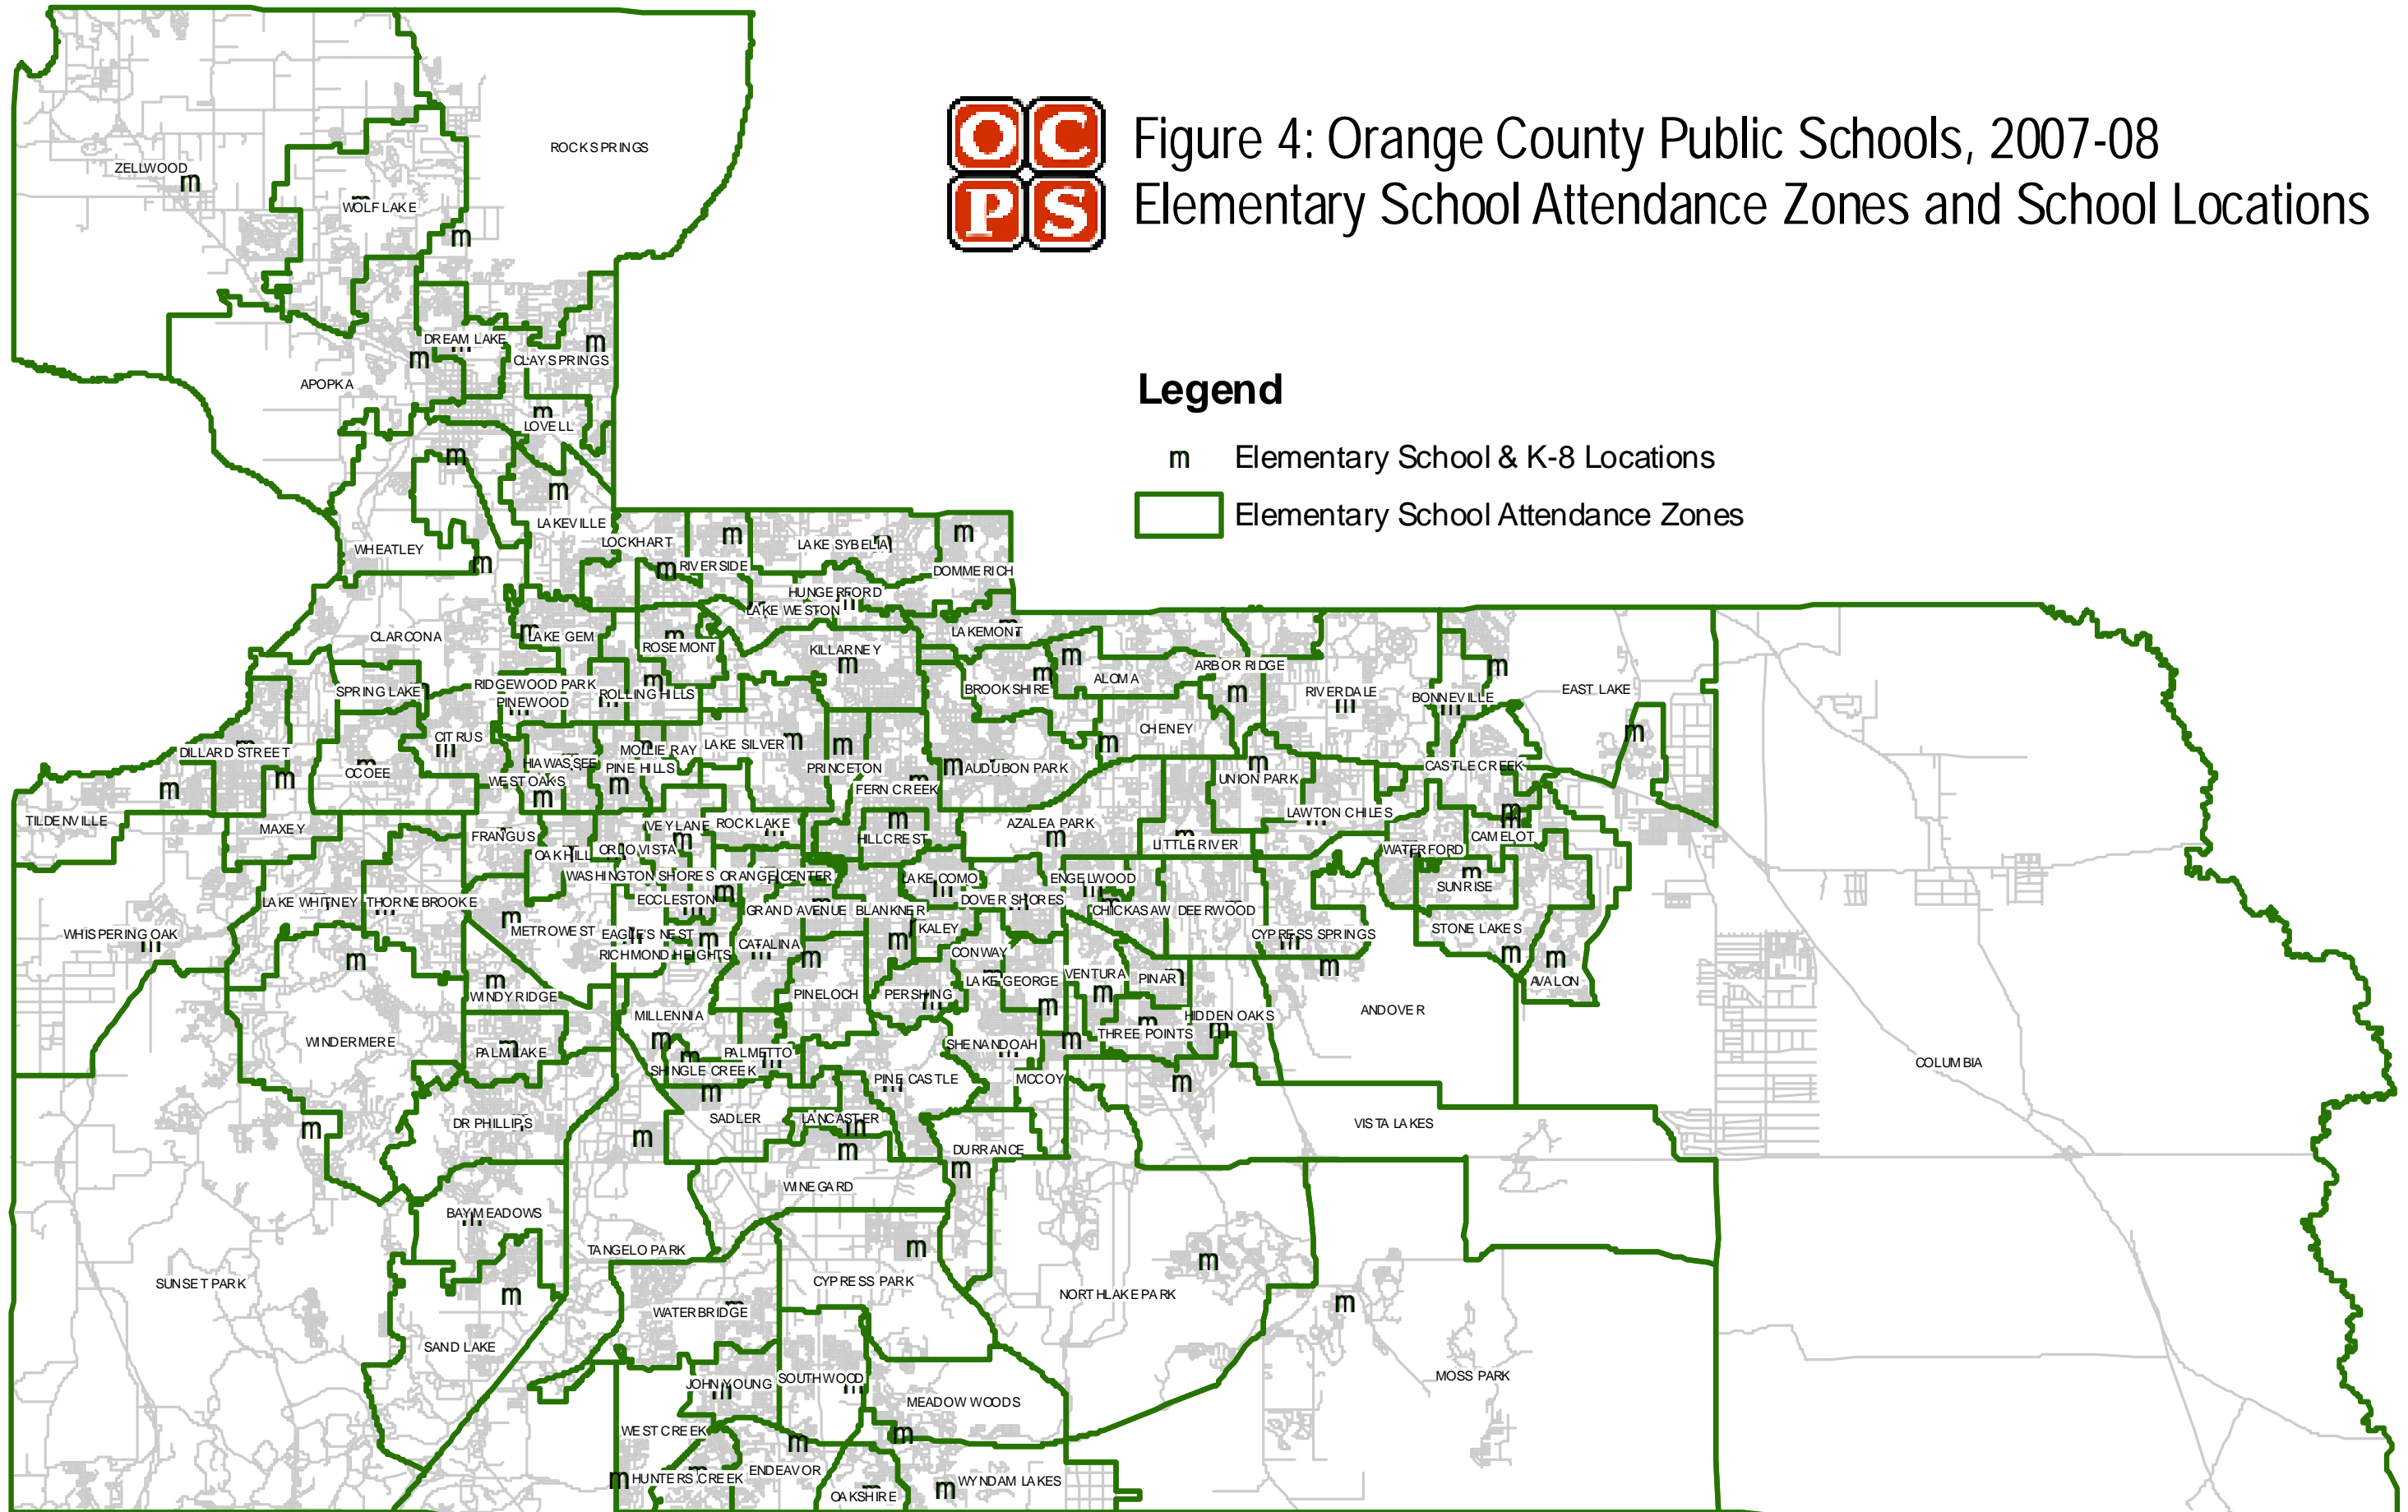 O C
P S
Figure 4: Orange County Public Schools, 2007-08
Elementary School Attendance Zones and School Locations
Legend
m Elementary School & K-8 Locations
Elementary School Attendance Zones
ROCK SPRINGS
ZELLWOOD
WOLF LAKE
DREAM LAKE
CLAY SPRINGS
APOPKA
LOVELL
LAKEVILLE
LOCKHART
WHEATLEY
LAKE SYBELIA
RIVERSIDE
DOMMERICH
HUNGERFORD
LAKE WESTON
LAKEMONT
CLARCONA
LAKE GEM
ROSEMONT
KILLARNEY
ARBOR RIDGE
ALOMA
SPRING LAKE
RIDGEWOOD PARK
ROLLING HILLS
PINEWOOD
BROOKSHIRE
RIVERDALE
BONNEVILLE
EAST LAKE
CHENEY
CITRUS
DILLARD STREET
MOLLIE RAY
LAKE SILVER
OCOEE
HIAWASSEE
PINE HILLS
PRINCETON
AUDUBON PARK
CASTLE CREEK
WEST OAKS
UNION PARK
FERN CREEK
TILDENVILLE
MAXEY
FRANGUS
IVEY LANE
ROCK LAKE
HILLCREST
AZALEA PARK
LAWTON CHILES
CAMELOT
OAK HILL
ORLO VISTA
LITTLE RIVER
WATERFORD
WASHINGTON SHORES
ORANGE CENTER
LAKE COMO
ENGELWOOD
SUNRISE
LAKE WHITNEY
THORNEBROOKE
ECCLESTON
GRAND AVENUE
BLANKNER
DOVER SHORES
CHICKASAW
DEERWOOD
WHISPERING OAK
METROWEST
EAGLE'S NEST
KALEY
CYPRESS SPRINGS
STONE LAKES
RICHMOND HEIGHTS
CATALINA
CONWAY
WINDY RIDGE
PINELOCH
PERSHING
LAKE GEORGE
VENTURA
PINAR
AVALON
MILLENNIA
HIDDEN OAKS
ANDOVER
WINDERMERE
PALM LAKE
PALMETTO
SHENANDOAH
THREE POINTS
COLUMBIA
SHINGLE CREEK
PINE CASTLE
MCCOY
DR PHILLIPS
SADLER
LANCASTER
VISTA LAKES
DURRANCE
WINEGARD
BAY MEADOWS
TANGELO PARK
SUNSET PARK
CYPRESS PARK
NORTHLAKE PARK
WATERBRIDGE
SAND LAKE
JOHN YOUNG
SOUTHWOOD
MOSS PARK
MEADOW WOODS
WEST CREEK
HUNTERS CREEK
ENDEAVOR
WYNDAM LAKES
OAKSHIRE